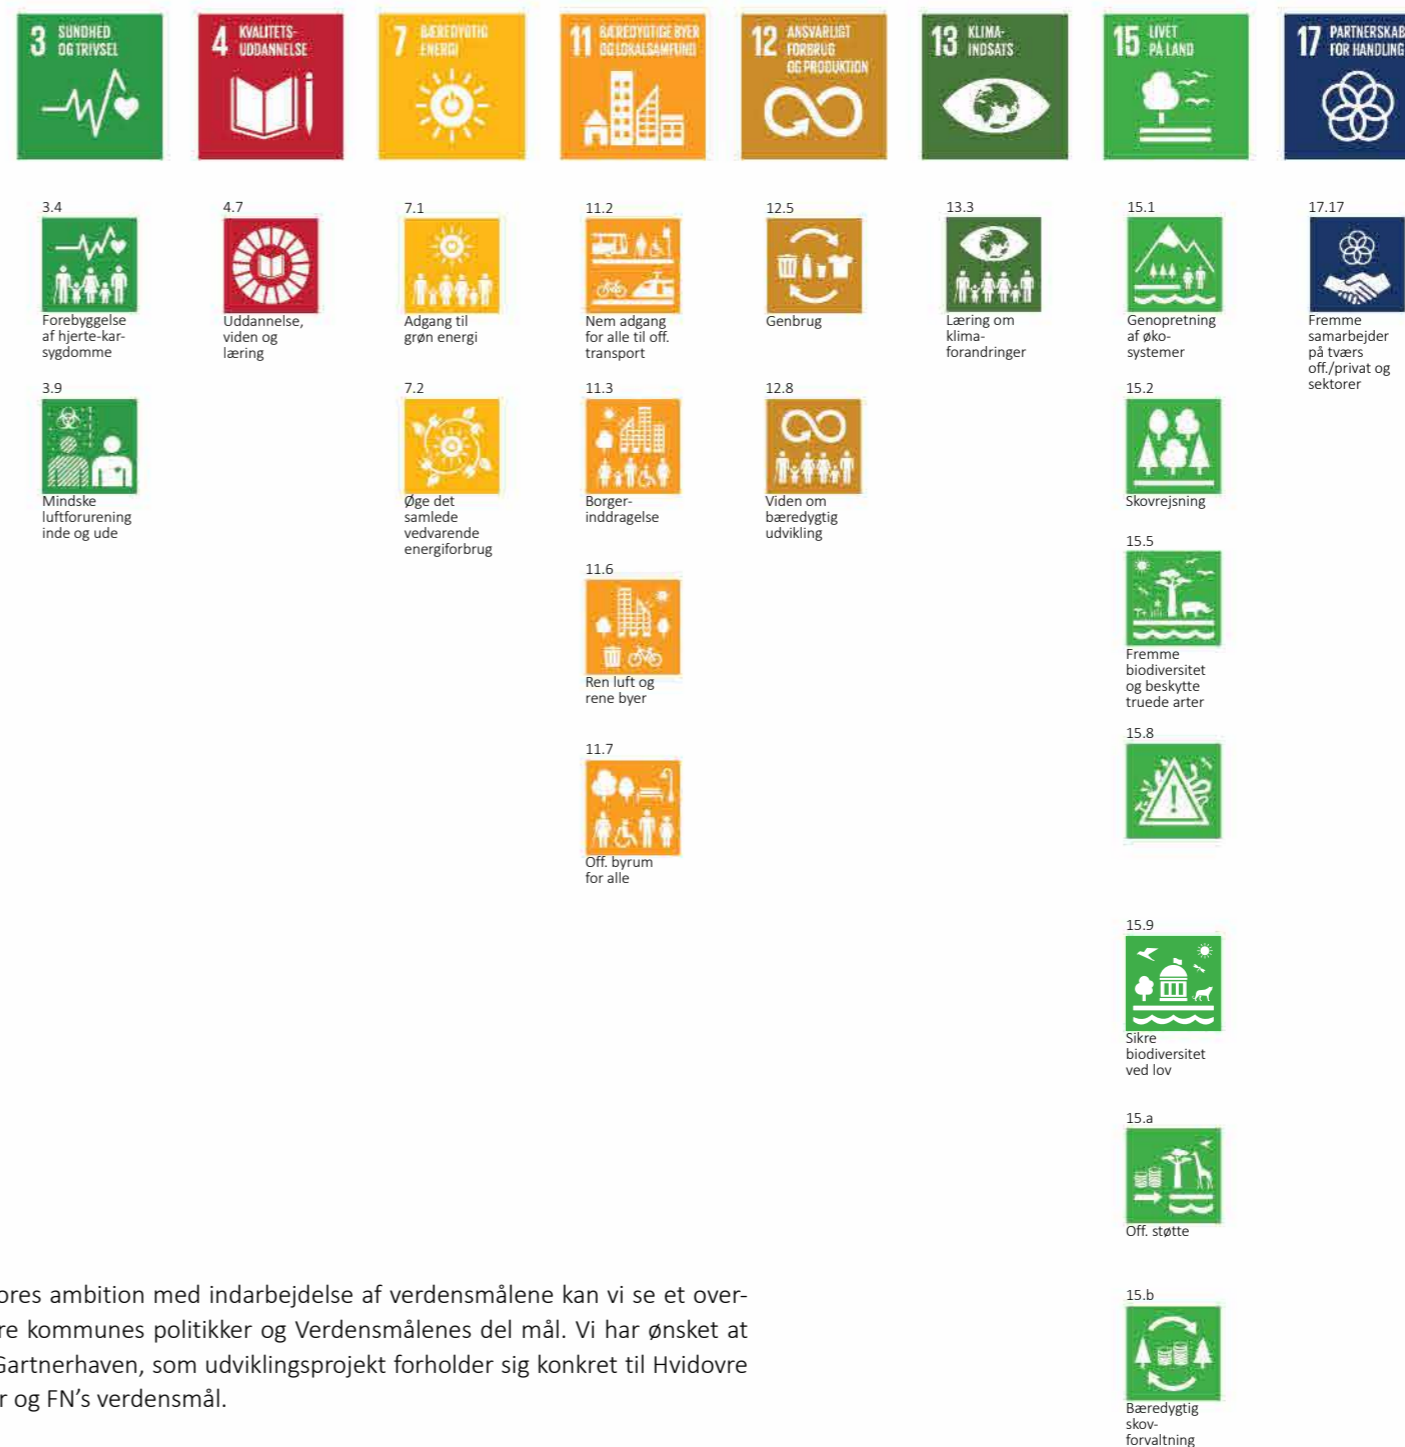 3 SUNDHED
OG TRIVSEL
4 KVALITETS-
UDDANNELSE
7 BÆREDYGTIG
ENERGI
11 BÆREDYGTIGE BYER
OG LOKALSAMFUND
12 ANSVARLIGT
FORBRUG
OG PRODUKTION
13 KLIMA-
INDSATS
15 LIVET
PÅ LAND
17 PARTNERSKAB
FOR HANDLING
3.4
Forebyggelse
af hjerte-kar-
sygdomme
3.9
Mindske
luftforurening
inde og ude
4.7
Uddannelse,
viden og
læring
7.1
Adgang til
grøn energi
7.2
Øge det
samlede
vedvarende
energiforbrug
11.2
Nem adgang
for alle til off.
transport
11.3
Borger-
inddragelse
11.6
Ren luft og
rene byer
11.7
Off. byrum
for alle
12.5
Genbrug
12.8
Viden om
bæredygtig
udvikling
13.3
Læring om
klima-
forandringer
15.1
Genopretning
af øko-
systemer
15.2
Skovrejsning
15.5
Fremme
biodiversitet
og beskytte
truede arter
15.8
15.9
Sikre
biodiversitet
ved lov
15.a
Off. støtte
15.b
Bæredygtig
skov-
forvaltning
17.17
Fremme
samarbejder
på tværs
off./privat og
sektorer
ores ambition med indarbejdelse af verdensmålene kan vi se et over-
re kommunes politikker og Verdensmålenes del mål. Vi har ønsket at
Gartnerhaven, som udviklingsprojekt forholder sig konkret til Hvidovre
r og FN's verdensmål.